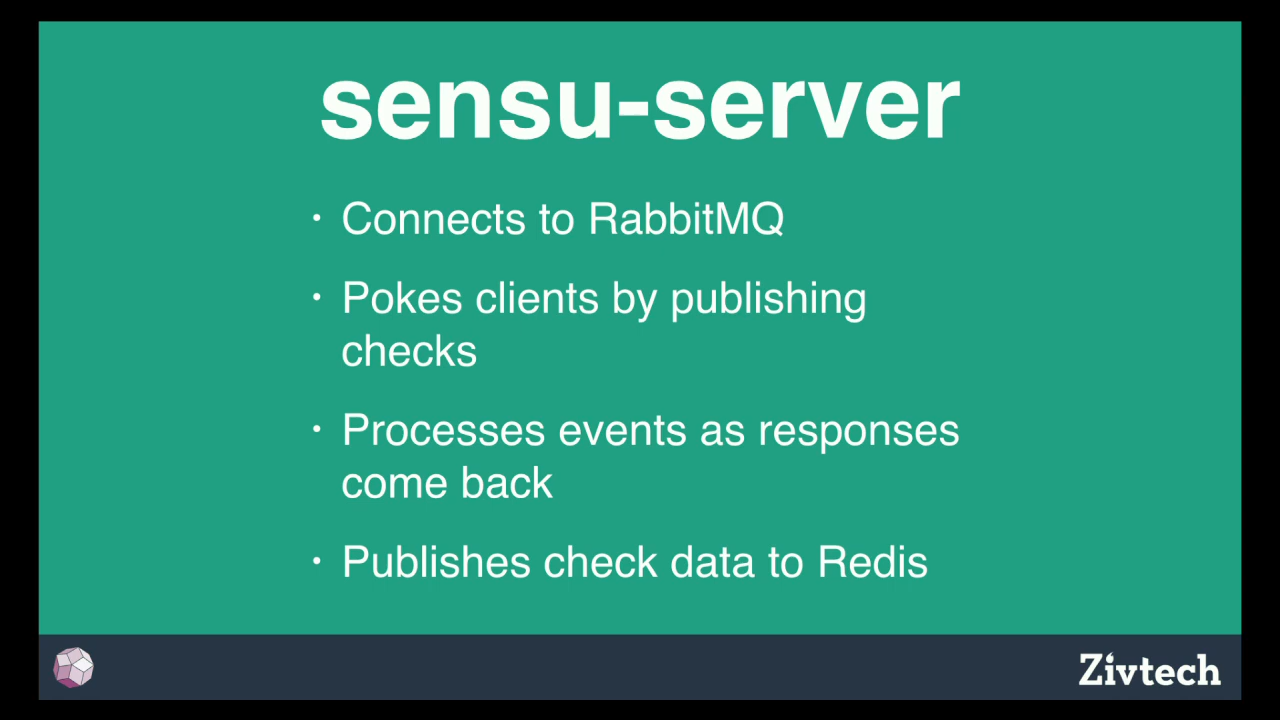 sensu-server
• Connects to RabbitMQ
• Pokes clients by publishing
checks
• Processes events as responses
come back
• Publishes check data to Redis
Zivtech